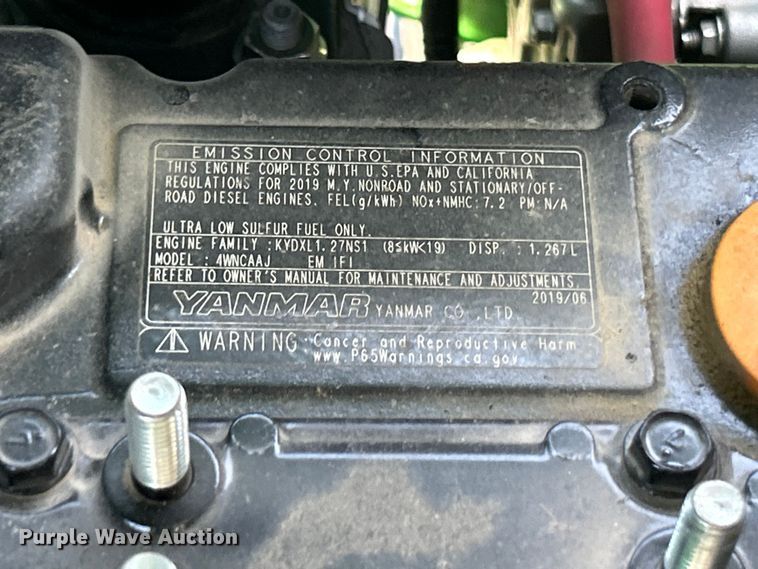 EMISSION CONTROL INFORMATION
THIS ENGINE COMPLIES WITH U.S.EPA AND CALIFORNIA
REGULATIONS FOR 2019 M.Y.NONROAD AND STATIONARY/OFF-
ROAD DIESEL ENGINES. FEL(g/kWh) NOx+NMHC:7.2 PM:N/A
ULTRA LOW SULFUR FUEL ONLY.
ENGINE FAMILY :KYDXL1.27NS1 (8≤kW<19) DISP. :1.267L
MODEL :4WNCAAJ EM IFI
REFER TO OWNER'S MANUAL FOR MAINTENANCE AND ADJUSTMENTS.
2019/06
YANMAR YANMAR CO.,LTD.
WARNING:Cancer and Reproductive Harm
www.P65Warnings.ca.gov
Purple Wave Auction